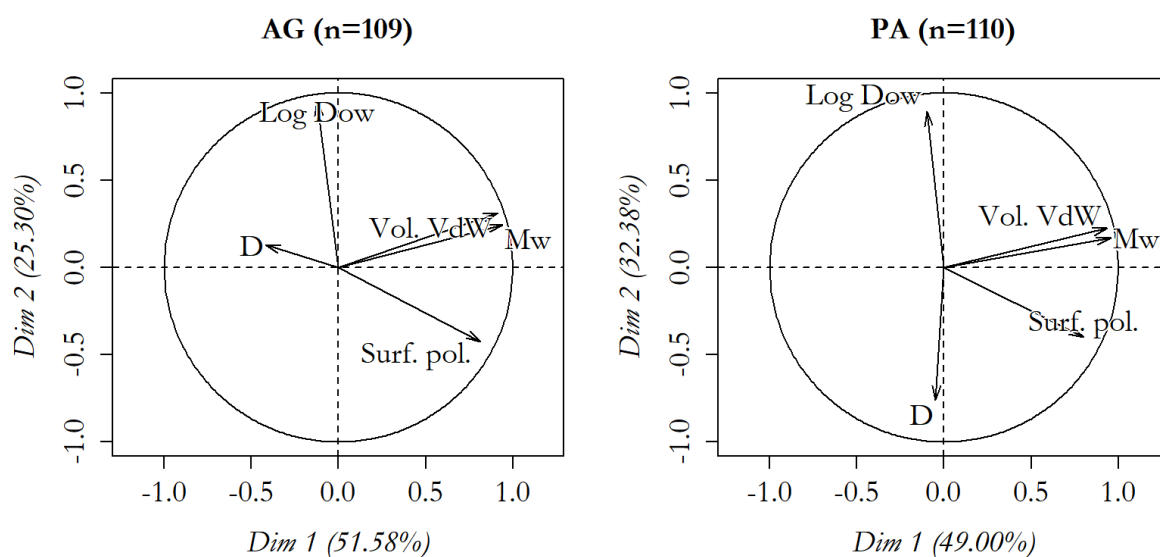 AG (n=109)
Dim 2 (25.30%)
1.0
0.5
0.0
-0.5
-1.0
Log Dow
Vol. VdW
Mw
D
Surf. pol.
-1.0 -0.5 0.0 0.5 1.0
Dim 1 (51.58%)
PA (n=110)
Dim 2 (32.38%)
1.0
0.5
0.0
-0.5
-1.0
Log Dow
Vol. VdW
Mw
Surf. pol.
D
-1.0 -0.5 0.0 0.5 1.0
Dim 1 (49.00%)